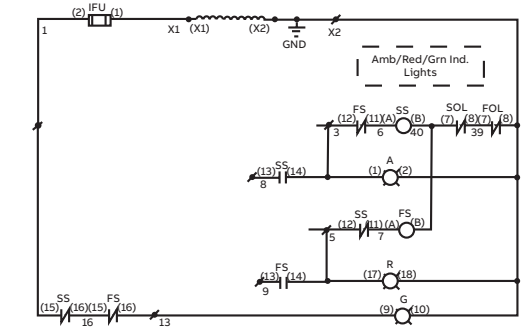 IFU
(2) (1)
1 X1 (X1) (X2) X2
GND
Amb/Red/Grn Ind.
Lights
FS SS SOL FOL
(12) (11)(A) (B) (7) (8)(7) (8)
3 6 40 39
SS A
(13) (14) (1) (2)
8
SS FS
(12) (11)(A) (B)
5 7
FS R
(13) (14) (17) (18)
9
SS FS G
(15) (16)(15) (16) (9) (10)
16 13